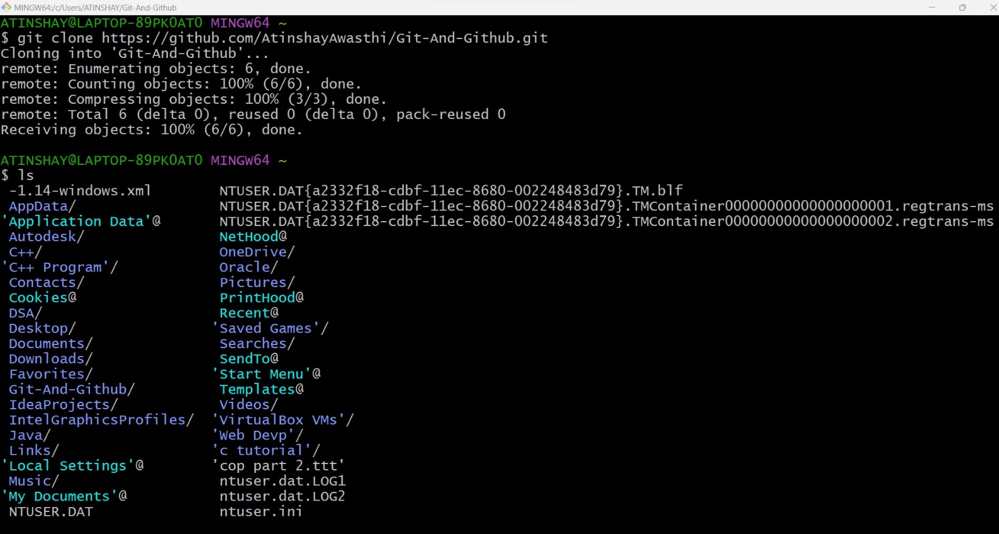 MINGW64:/c/Users/ATINSHAY/Git-And-Github
ATINSHAY@LAPTOP-89PK0AT0 MINGW64 ~
$ git clone https://github.com/AtinshayAwasthi/Git-And-Github.git
Cloning into 'Git-And-Github'...
remote: Enumerating objects: 6, done.
remote: Counting objects: 100% (6/6), done.
remote: Compressing objects: 100% (3/3), done.
remote: Total 6 (delta 0), reused 0 (delta 0), pack-reused 0
Receiving objects: 100% (6/6), done.
ATINSHAY@LAPTOP-89PK0AT0 MINGW64 ~
$ ls
-1.14-windows.xml NTUSER.DAT{a2332f18-cdbf-11ec-8680-002248483d79}.TM.blf
AppData/ NTUSER.DAT{a2332f18-cdbf-11ec-8680-002248483d79}.TMContainer00000000000000000001.regtrans-ms
'Application Data'@ NTUSER.DAT{a2332f18-cdbf-11ec-8680-002248483d79}.TMContainer00000000000000000002.regtrans-ms
Autodesk/ NetHood@
C++/ OneDrive/
'C++ Program'/ Oracle/
Contacts/ Pictures/
Cookies@ PrintHood@
DSA/ Recent@
Desktop/ 'Saved Games'/
Documents/ Searches/
Downloads/ SendTo@
Favorites/ 'Start Menu'@
Git-And-Github/ Templates@
IdeaProjects/ Videos/
IntelGraphicsProfiles/ 'VirtualBox VMs'/
Java/ 'Web Devp'/
Links/ 'c tutorial'/
'Local Settings'@ 'cop part 2.ttt'
Music/ ntuser.dat.LOG1
'My Documents'@ ntuser.dat.LOG2
NTUSER.DAT ntuser.ini